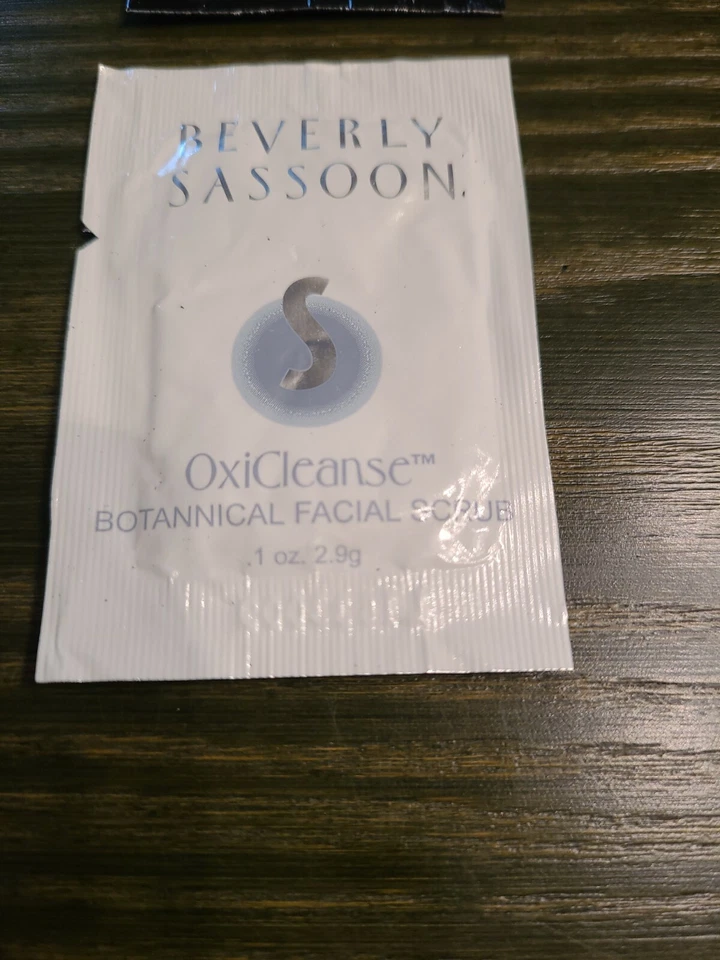 BEVERLY
SASSOON
S
OxiCleanse™
BOTANNICAL FACIAL SCRUB
.1 oz. 2.9g